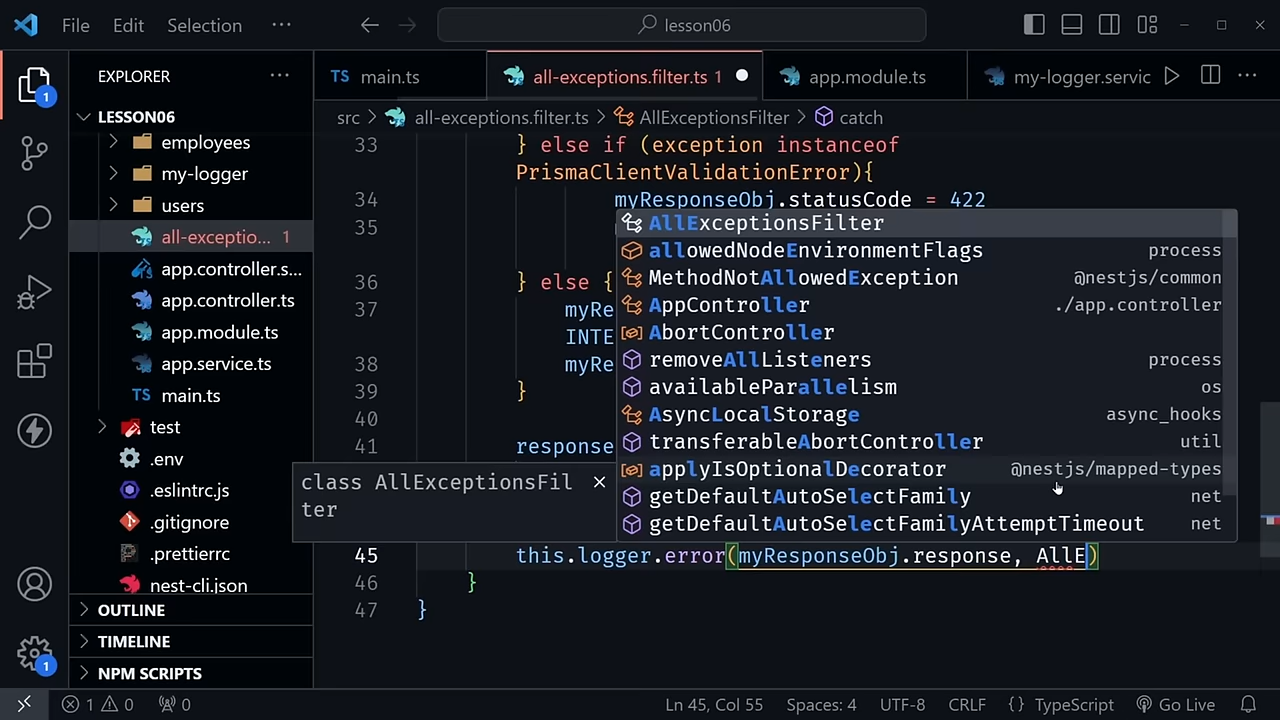 File Edit Selection ··· lesson06
EXPLORER ···
LESSON06
employees
my-logger
users
all-exceptio... 1
app.controller.s...
app.controller.ts
app.module.ts
app.service.ts
TS main.ts
test
.env
.eslintrc.js
.gitignore
.prettierrc
nest-cli.json
OUTLINE
TIMELINE
NPM SCRIPTS
1
1
TS main.ts all-exceptions.filter.ts 1 app.module.ts my-logger.servic ···
src > all-exceptions.filter.ts > AllExceptionsFilter > catch
33 } else if (exception instanceof
PrismaClientValidationError){
34 myResponseObj.statusCode = 422
35
36 } else {
37 myRe
INTE
38 myRe
39 }
40
41 response
45 this.logger.error(myResponseObj.response, AllE)
46 }
47 }
AllExceptionsFilter
allowedNodeEnvironmentFlags process
MethodNotAllowedException @nestjs/common
AppController ./app.controller
AbortController
removeAllListeners process
availableParallelism os
AsyncLocalStorage async_hooks
transferableAbortController util
applyIsOptionalDecorator @nestjs/mapped-types
getDefaultAutoSelectFamily net
getDefaultAutoSelectFamilyAttemptTimeout net
class AllExceptionsFil
ter
1 0 0 Ln 45, Col 55 Spaces: 4 UTF-8 CRLF {} TypeScript Go Live